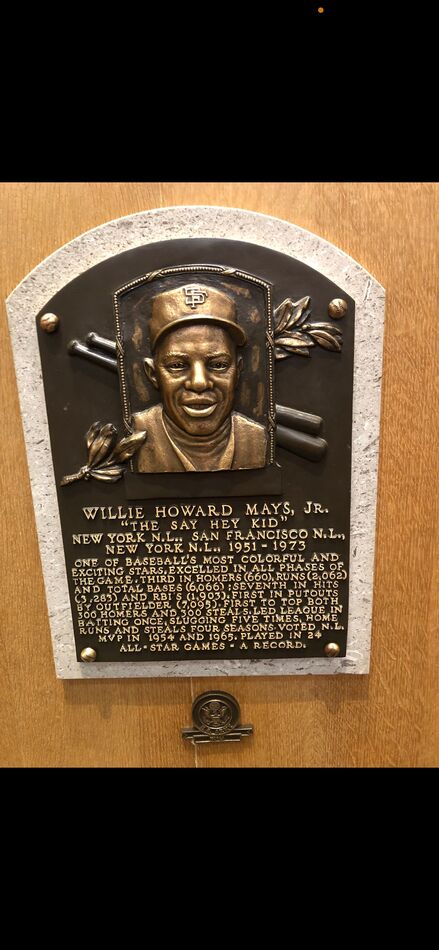 SF
WILLIE HOWARD MAYS, JR.
"THE SAY HEY KID"
NEW YORK N.L., SAN FRANCISCO N.L.,
NEW YORK N.L., 1951 - 1973
ONE OF BASEBALL'S MOST COLORFUL AND
EXCITING STARS, EXCELLED IN ALL PHASES OF
THE GAME. THIRD IN HOMERS (660), RUNS (2,062)
AND TOTAL BASES (6,066); SEVENTH IN HITS
(3,283) AND RBI'S (1,903). FIRST IN PUTOUTS
BY OUTFIELDER (7,095). FIRST TO TOP BOTH
300 HOMERS AND 300 STEALS. LED LEAGUE IN
BATTING ONCE, SLUGGING FIVE TIMES, HOME
RUNS AND STEALS FOUR SEASONS. VOTED N.L.
MVP IN 1954 AND 1965. PLAYED IN 24
ALL-STAR GAMES - A RECORD.